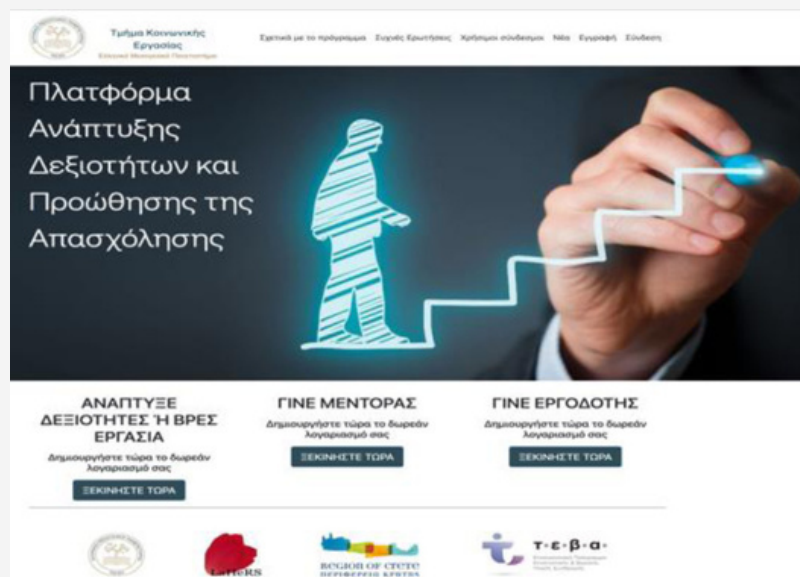 Τμήμα Κοινωνικής
Εργασίας
Ελληνικό Μεσογειακό Πανεπιστήμιο
Σχετικά με το πρόγραμμα Συχνές Ερωτήσεις Χρήσιμοι σύνδεσμοι Νέα Εγγραφή Σύνδεση
Πλατφόρμα
Ανάπτυξης
Δεξιοτήτων και
Προώθησης της
Απασχόλησης
ΑΝΑΠΤΥΞΕ
ΔΕΞΙΟΤΗΤΕΣ Ή ΒΡΕΣ
ΕΡΓΑΣΙΑ
Δημιουργήστε τώρα το δωρεάν
λογαριασμό σας
ΞΕΚΙΝΗΣΤΕ ΤΩΡΑ
ΓΙΝΕ ΜΕΝΤΟΡΑΣ
Δημιουργήστε τώρα το δωρεάν
λογαριασμό σας
ΞΕΚΙΝΗΣΤΕ ΤΩΡΑ
ΓΙΝΕ ΕΡΓΟΔΟΤΗΣ
Δημιουργήστε τώρα το δωρεάν
λογαριασμό σας
ΞΕΚΙΝΗΣΤΕ ΤΩΡΑ
LaHeRS
REGION OF CRETE
ΠΕΡΙΦΕΡΕΙΑ ΚΡΗΤΗΣ
τ·ε·β·α·